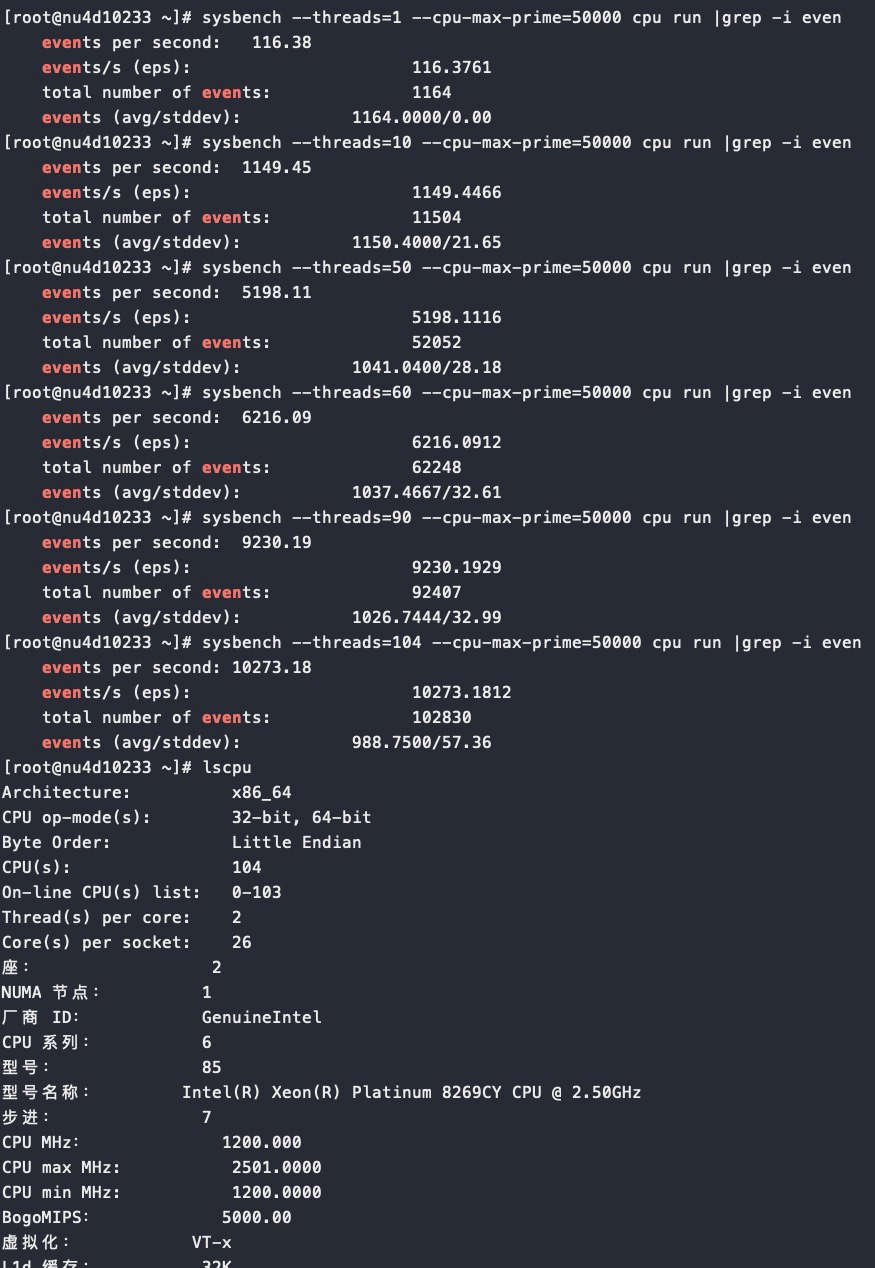 [root@nu4d10233 ~]# sysbench --threads=1 --cpu-max-prime=50000 cpu run |grep -i even
events per second: 116.38
events/s (eps): 116.3761
total number of events: 1164
events (avg/stddev): 1164.0000/0.00
[root@nu4d10233 ~]# sysbench --threads=10 --cpu-max-prime=50000 cpu run |grep -i even
events per second: 1149.45
events/s (eps): 1149.4466
total number of events: 11504
events (avg/stddev): 1150.4000/21.65
[root@nu4d10233 ~]# sysbench --threads=50 --cpu-max-prime=50000 cpu run |grep -i even
events per second: 5198.11
events/s (eps): 5198.1116
total number of events: 52052
events (avg/stddev): 1041.0400/28.18
[root@nu4d10233 ~]# sysbench --threads=60 --cpu-max-prime=50000 cpu run |grep -i even
events per second: 6216.09
events/s (eps): 6216.0912
total number of events: 62248
events (avg/stddev): 1037.4667/32.61
[root@nu4d10233 ~]# sysbench --threads=90 --cpu-max-prime=50000 cpu run |grep -i even
events per second: 9230.19
events/s (eps): 9230.1929
total number of events: 92407
events (avg/stddev): 1026.7444/32.99
[root@nu4d10233 ~]# sysbench --threads=104 --cpu-max-prime=50000 cpu run |grep -i even
events per second: 10273.18
events/s (eps): 10273.1812
total number of events: 102830
events (avg/stddev): 988.7500/57.36
[root@nu4d10233 ~]# lscpu
Architecture: x86_64
CPU op-mode(s): 32-bit, 64-bit
Byte Order: Little Endian
CPU(s): 104
On-line CPU(s) list: 0-103
Thread(s) per core: 2
Core(s) per socket: 26
座： 2
NUMA 节点： 1
厂商 ID： GenuineIntel
CPU 系列： 6
型号： 85
型号名称： Intel(R) Xeon(R) Platinum 8269CY CPU @ 2.50GHz
步进： 7
CPU MHz： 1200.000
CPU max MHz: 2501.0000
CPU min MHz: 1200.0000
BogoMIPS： 5000.00
虚拟化： VT-x
L1d 缓存： 32K